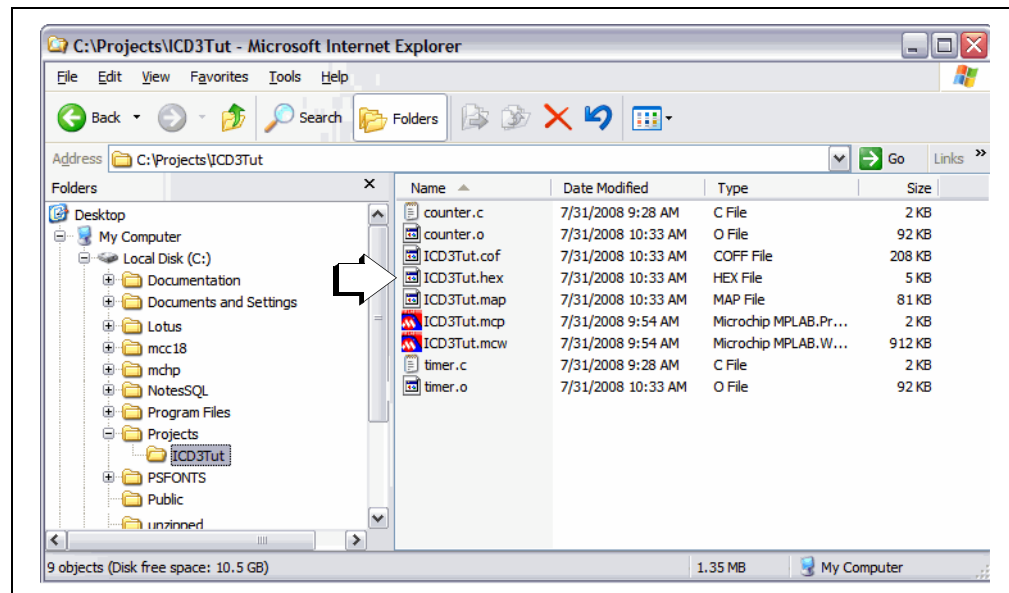 C:\Projects\ICD3Tut - Microsoft Internet Explorer
File Edit View Favorites Tools Help
Back Search Folders
Address C:\Projects\ICD3Tut Go Links »
Folders x Name Date Modified Type Size
Desktop
My Computer
Local Disk (C:)
Documentation
Documents and Settings
Lotus
mcc18
mchp
NotesSQL
Program Files
Projects
ICD3Tut
PSFONTS
Public
unzipped
counter.c 7/31/2008 9:28 AM C File 2 KB
counter.o 7/31/2008 10:33 AM O File 92 KB
ICD3Tut.cof 7/31/2008 10:33 AM COFF File 208 KB
ICD3Tut.hex 7/31/2008 10:33 AM HEX File 5 KB
ICD3Tut.map 7/31/2008 10:33 AM MAP File 81 KB
ICD3Tut.mcp 7/31/2008 9:54 AM Microchip MPLAB.Pr... 2 KB
ICD3Tut.mcw 7/31/2008 9:54 AM Microchip MPLAB.W... 912 KB
timer.c 7/31/2008 9:28 AM C File 2 KB
timer.o 7/31/2008 10:33 AM O File 92 KB
9 objects (Disk free space: 10.5 GB) 1.35 MB My Computer